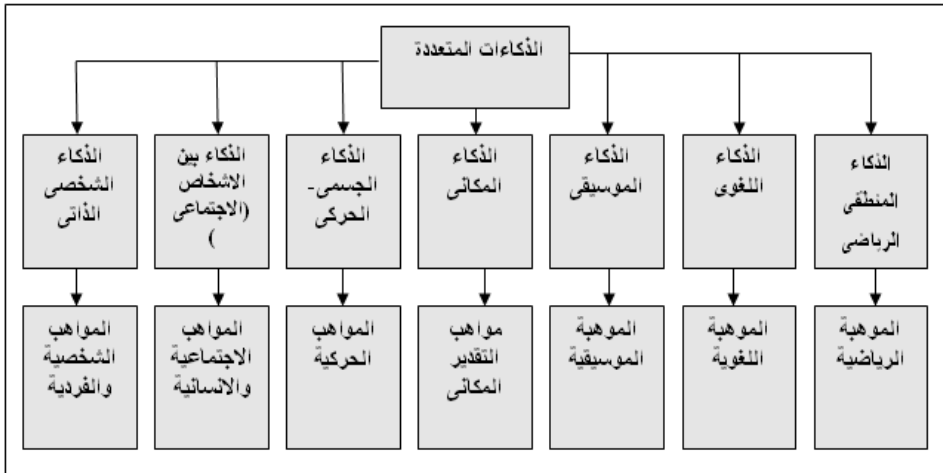 الذكاءات المتعددة
الذكاء
المنطقى
الرياضى
الذكاء
اللغوى
الذكاء
الموسيقى
الذكاء
المكانى
الذكاء
الجسمى-
الحركى
الذكاء بين
الاشخاص
(الاجتماعى
)
الذكاء
الشخصى
الذاتى
الموهبة
الرياضية
الموهبة
اللغوية
الموهبة
الموسيقية
مواهب
التقدير
المكانى
المواهب
الحركية
المواهب
الاجتماعية
والانسانية
المواهب
الشخصية
والفردية